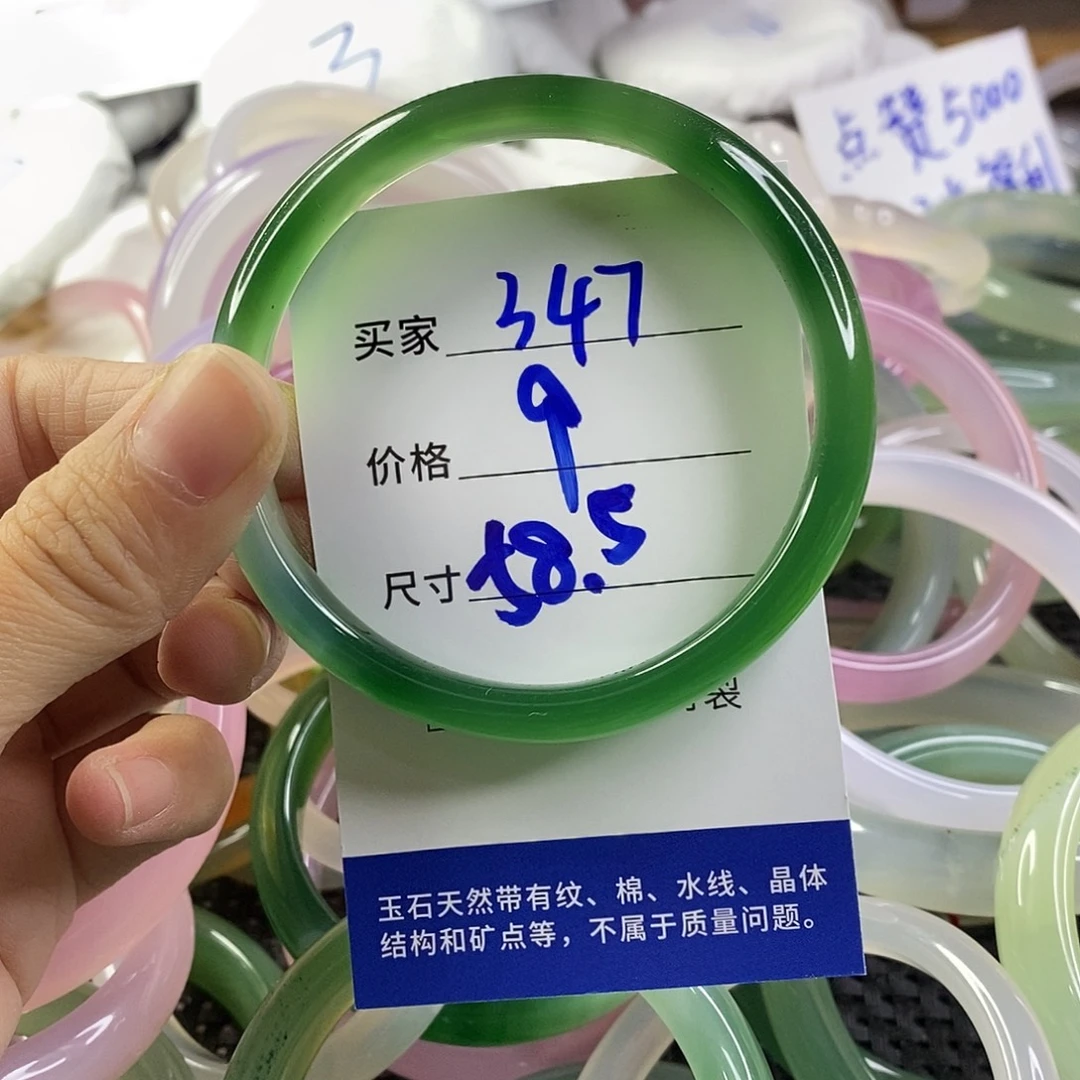 3
点赞5000
买家 347
价格 9
尺寸 58.5
裂
玉石天然带有纹、棉、水线、晶体
结构和矿点等，不属于质量问题。